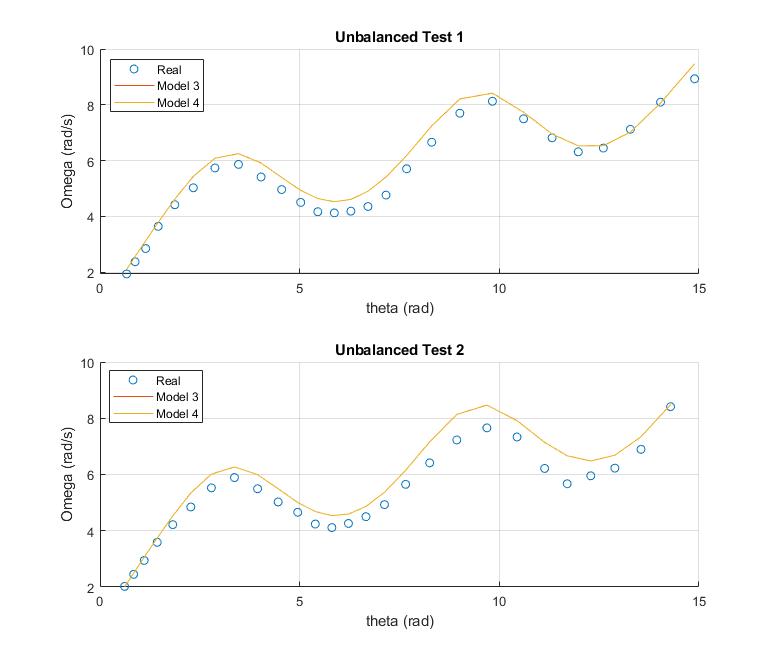 Unbalanced Test 1
10
8
6
4
2
Omega (rad/s)
Real
Model 3
Model 4
0
5
10
15
theta (rad)
Unbalanced Test 2
10
8
6
4
2
Omega (rad/s)
Real
Model 3
Model 4
0
5
10
15
theta (rad)